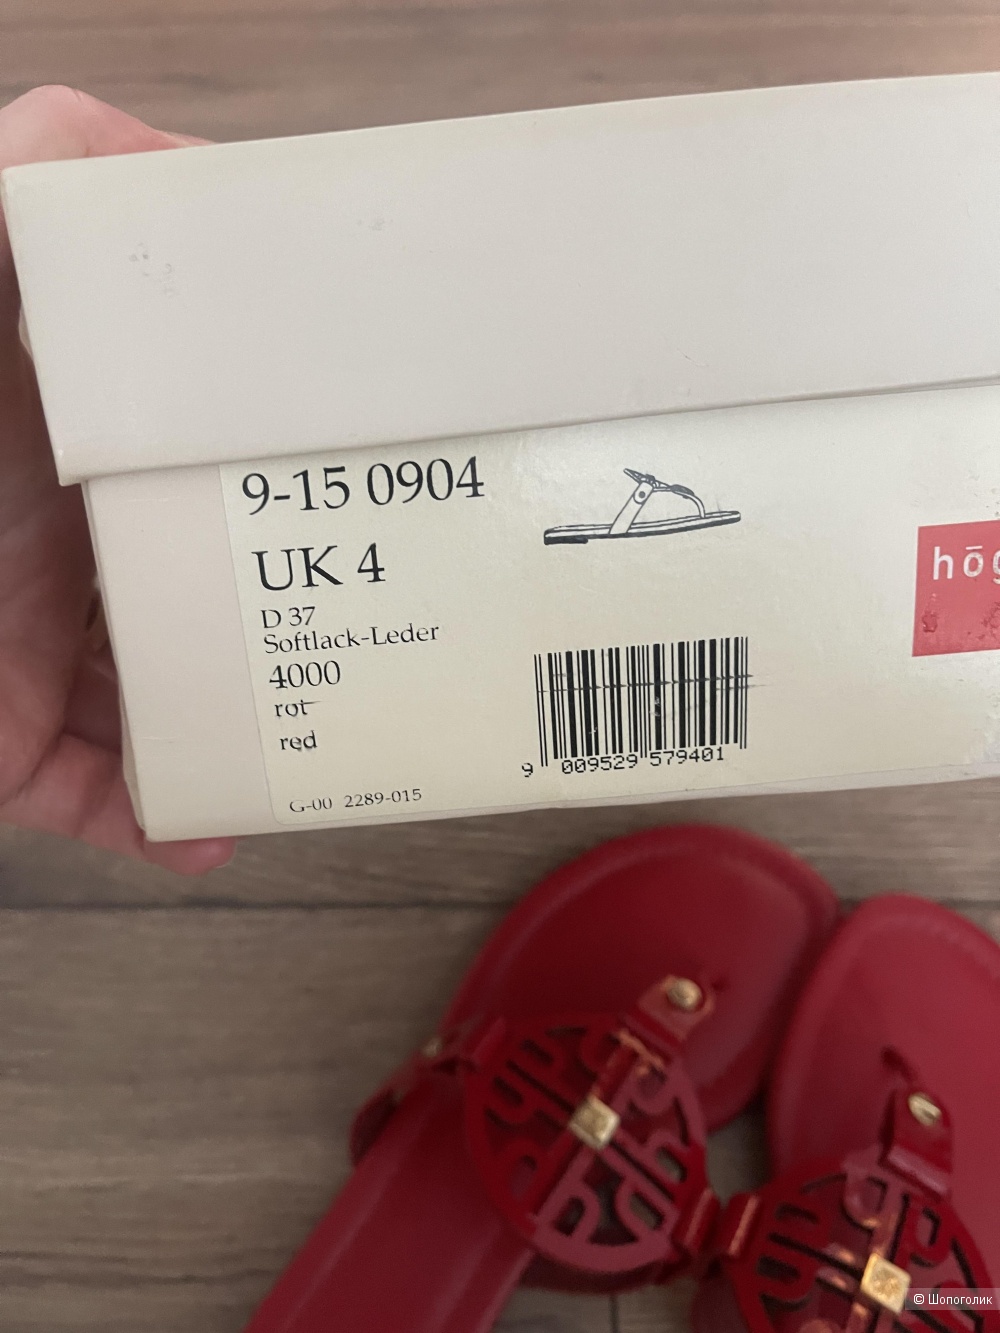 9-15 0904
UK 4
D 37
Softlack-Leder
4000
rot
red
G-00 2289-015
9 009529 579401
hōg
© Шопоголик